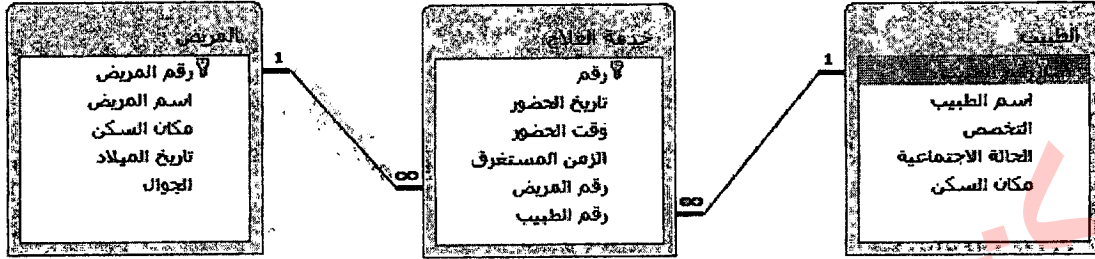 الطبيب
اسم الطبيب
التخصص
الحالة الاجتماعية
مكان السكن
1
خدمة العلاج
رقم
تاريخ الحضور
وقت الحضور
الزمن المستغرق
رقم المريض
رقم الطبيب
∞
∞
المريض
رقم المريض
اسم المريض
مكان السكن
تاريخ الميلاد
الجوال
1